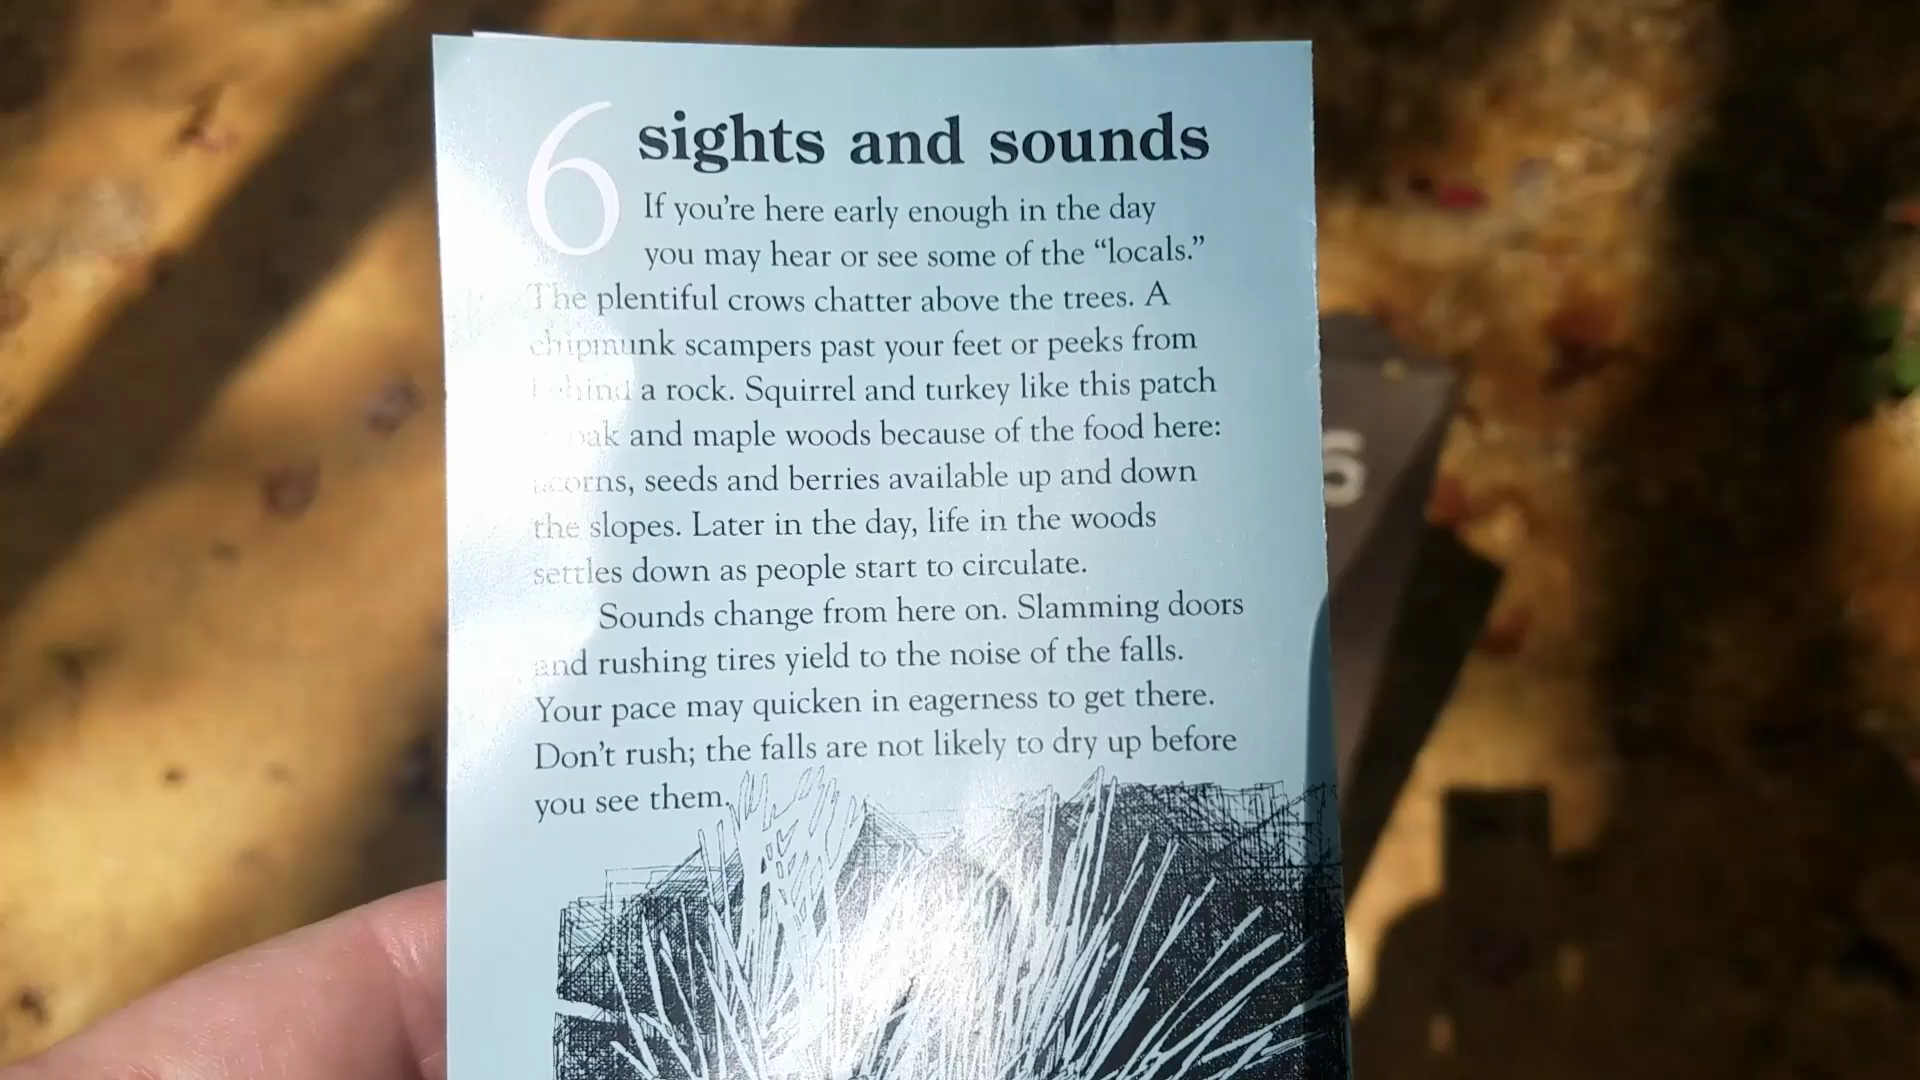 6 sights and sounds
If you're here early enough in the day
you may hear or see some of the “locals.”
The plentiful crows chatter above the trees. A
chipmunk scampers past your feet or peeks from
behind a rock. Squirrel and turkey like this patch
oak and maple woods because of the food here:
acorns, seeds and berries available up and down
the slopes. Later in the day, life in the woods
settles down as people start to circulate.
Sounds change from here on. Slamming doors
and rushing tires yield to the noise of the falls.
Your pace may quicken in eagerness to get there.
Don't rush; the falls are not likely to dry up before
you see them.
6